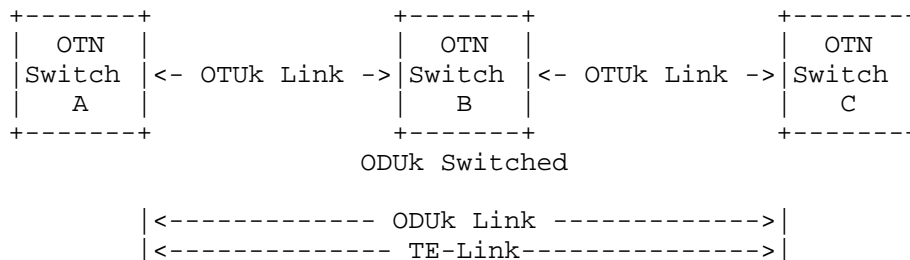 +-------+ +-------+ +-------
| OTN | | OTN | | OTN
|Switch |<- OTUk Link ->|Switch |<- OTUk Link ->|Switch
| A | | B | | C
+-------+ +-------+ +-------
ODUk Switched
|<------------- ODUk Link ------------->|
|<-------------- TE-Link--------------->|